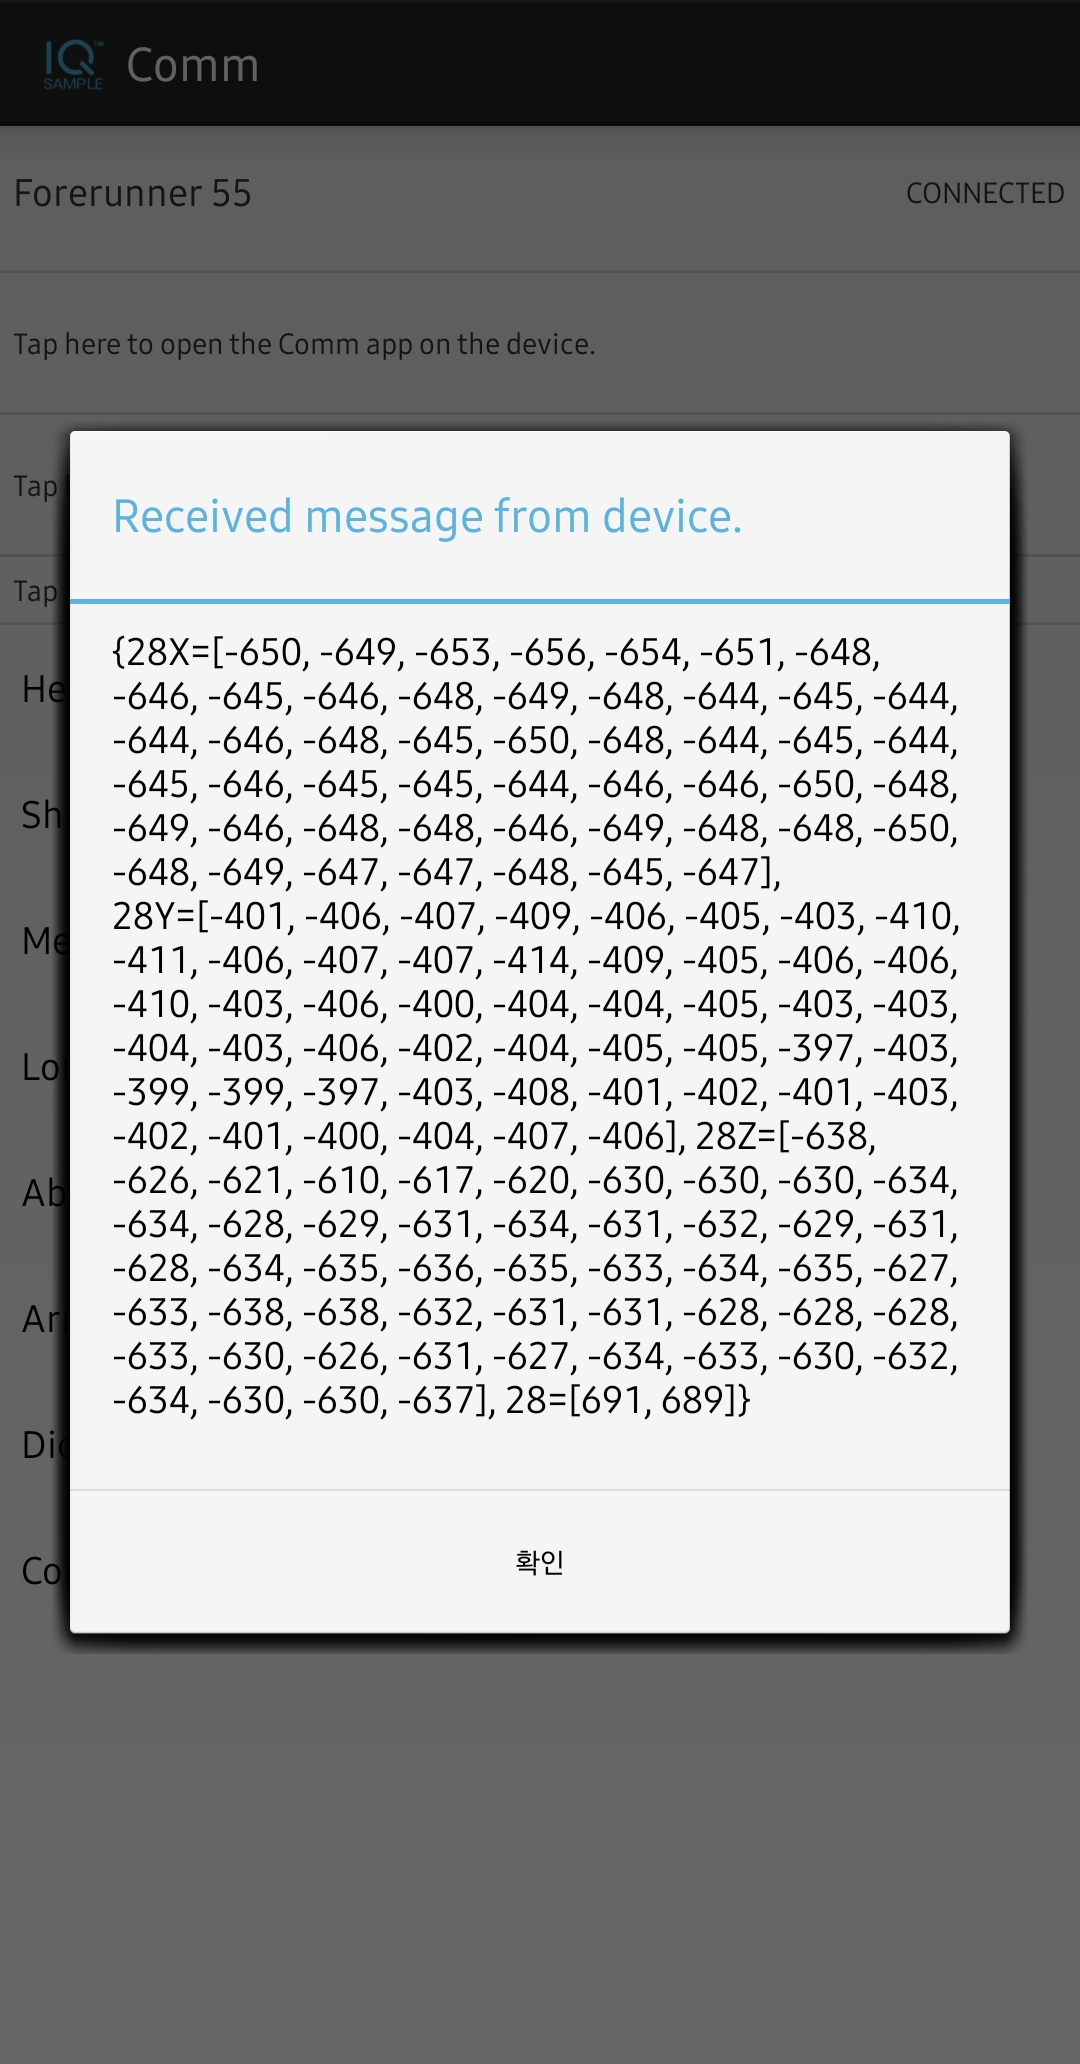 IQ™
SAMPLE
Comm
Forerunner 55 CONNECTED
Tap here to open the Comm app on the device.
Tap
Tap
Received message from device.
{28X=[-650, -649, -653, -656, -654, -651, -648,
-646, -645, -646, -648, -649, -648, -644, -645, -644,
-644, -646, -648, -645, -650, -648, -644, -645, -644,
-645, -646, -645, -645, -644, -646, -646, -650, -648,
-649, -646, -648, -648, -646, -649, -648, -648, -650,
-648, -649, -647, -647, -648, -645, -647],
28Y=[-401, -406, -407, -409, -406, -405, -403, -410,
-411, -406, -407, -407, -414, -409, -405, -406, -406,
-410, -403, -406, -400, -404, -404, -405, -403, -403,
-404, -403, -406, -402, -404, -405, -405, -397, -403,
-399, -399, -397, -403, -408, -401, -402, -401, -403,
-402, -401, -400, -404, -407, -406], 28Z=[-638,
-626, -621, -610, -617, -620, -630, -630, -630, -634,
-634, -628, -629, -631, -634, -631, -632, -629, -631,
-628, -634, -635, -636, -635, -633, -634, -635, -627,
-633, -638, -638, -632, -631, -631, -628, -628, -628,
-633, -630, -626, -631, -627, -634, -633, -630, -632,
-634, -630, -630, -637], 28=[691, 689]}
확인